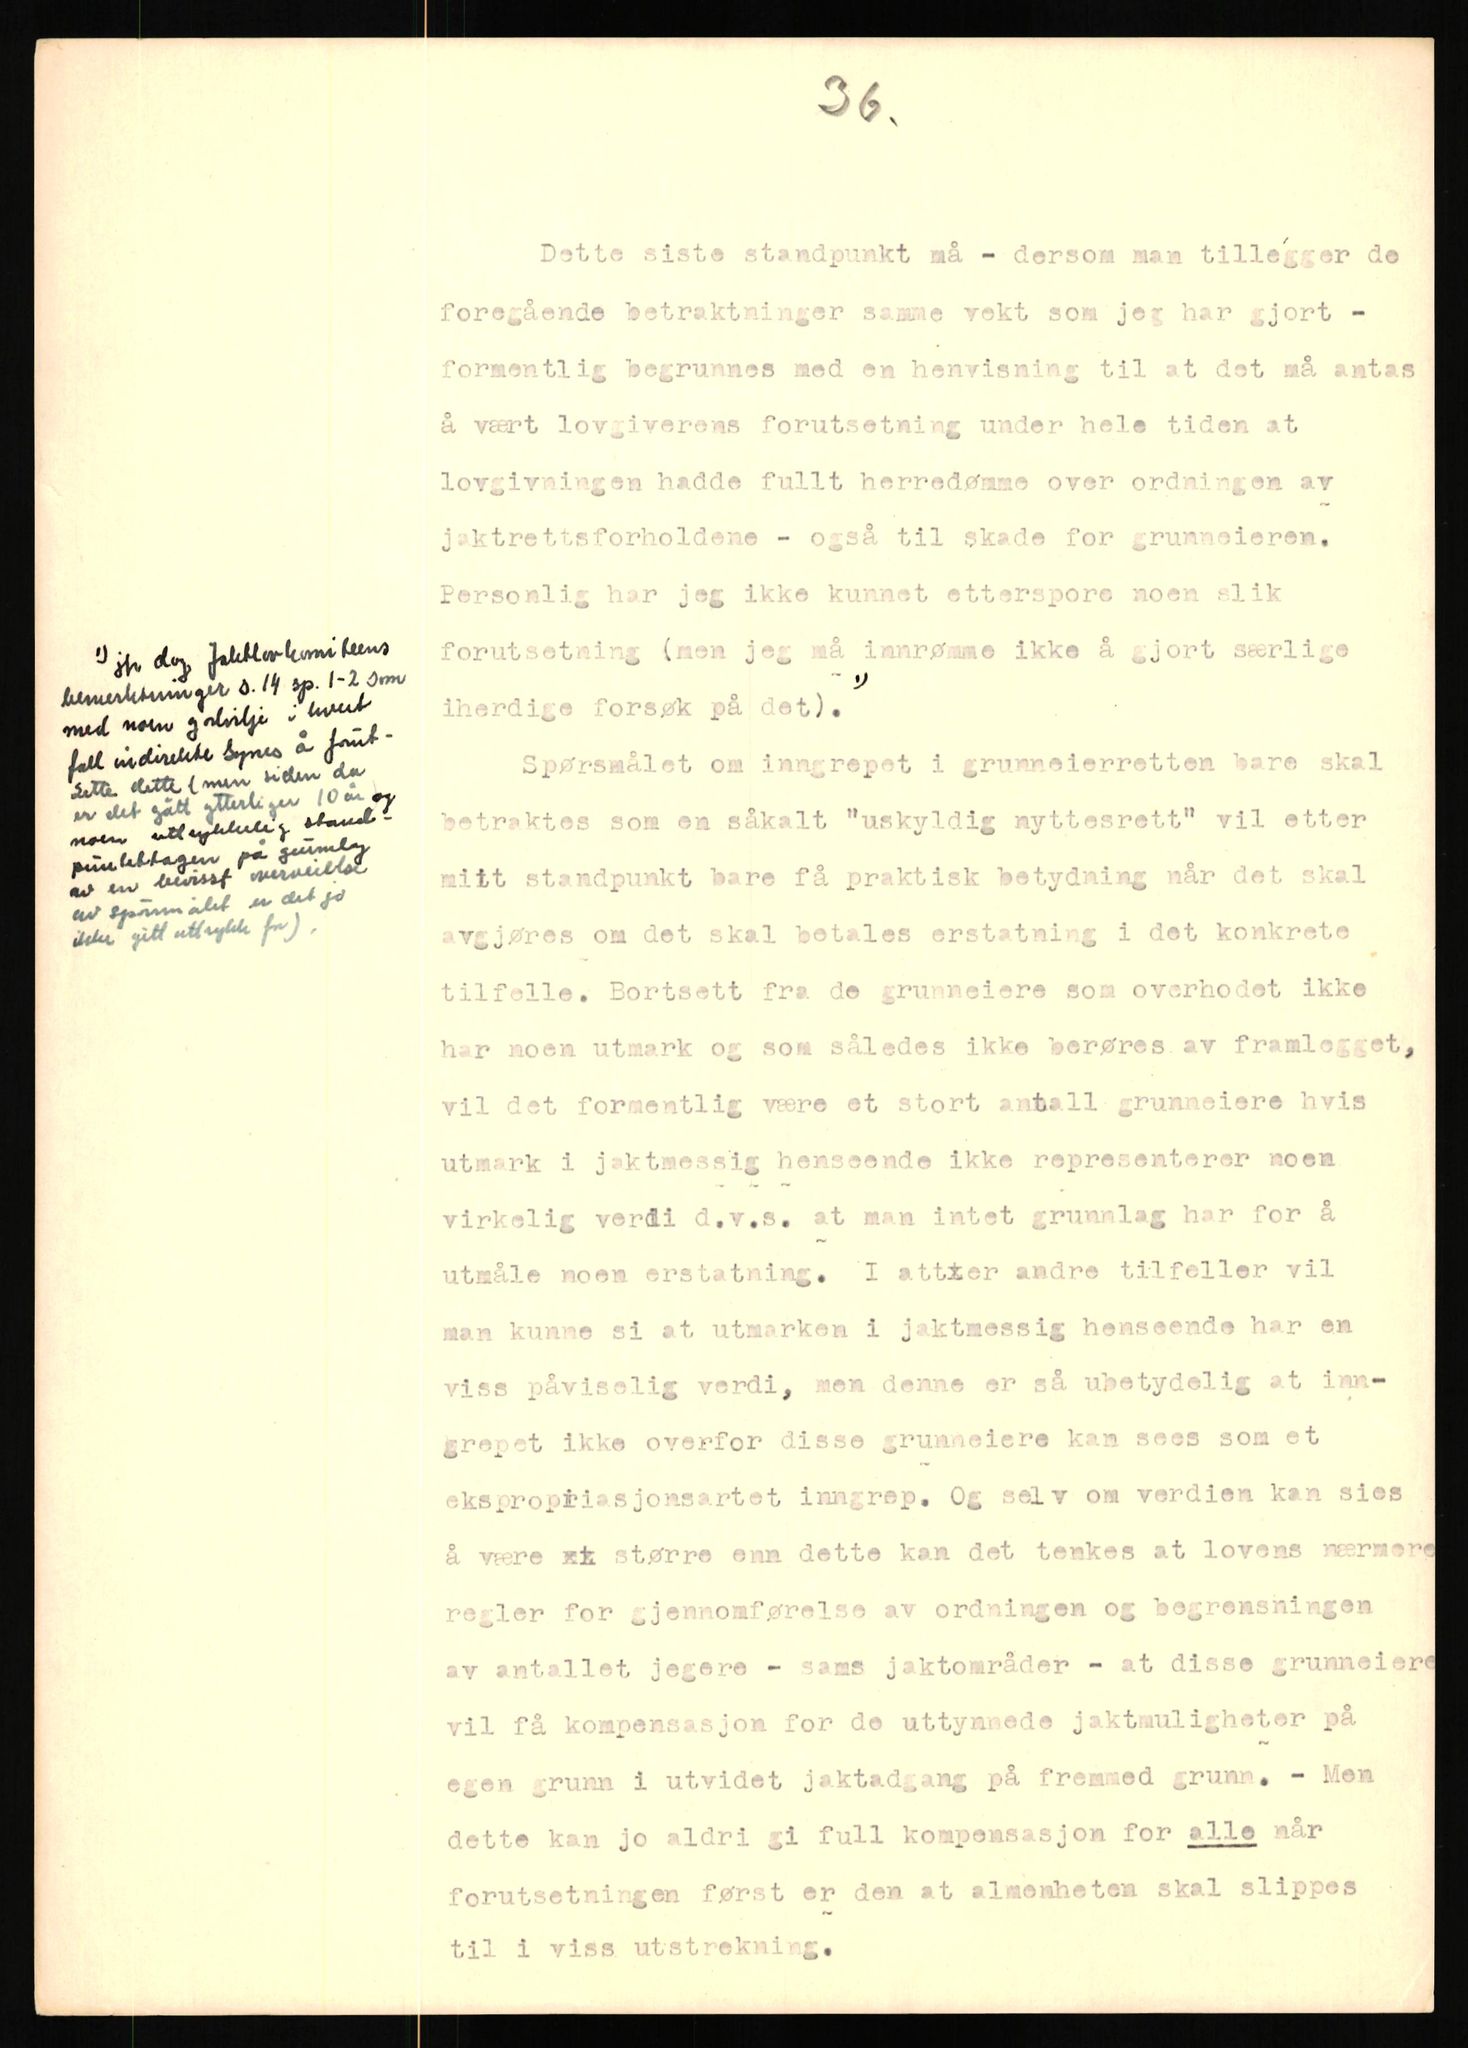 36.
Dette siste standpunkt må - dersom man tillegger de
foregående betraktninger samme vekt som jeg har gjort -
formentlig begrunnes med en henvisning til at det må antas
å vært lovgiverens forutsetning under hele tiden at
lovgivningen hadde fullt herredømme over ordningen av
jaktrettsforholdene - også til skade for grunneieren.
Personlig har jeg ikke kunnet etterspore noen slik
forutsetning (men jeg må innrømme ikke å gjort særlige
iherdige forsøk på det). 1)
1) jfr dog Jaktlovkomiteens
bemerkninger s. 14 sp. 1-2 som
med noen godvilje i hvert
fall indirekte synes å forut-
sette dette (men siden da
er det gått ytterliger 10 år og
noen uttrykkelig stand-
punkttagen på grunnlag
av en bevisst overveielse
av spørsmålet er det jo
ikke gitt uttrykk for).
Spørsmålet om inngrepet i grunneierretten bare skal
betraktes som en såkalt "uskyldig nyttesrett" vil etter
mitt standpunkt bare få praktisk betydning når det skal
avgjøres om det skal betales erstatning i det konkrete
tilfelle. Bortsett fra de grunneiere som overhodet ikke
har noen utmark og som således ikke berøres av framlegget,
vil det formentlig være et stort antall grunneiere hvis
utmark i jaktmessig henseende ikke representerer noen
virkelig verdi d.v.s. at man intet grunnlag har for å
utmåle noen erstatning. I atter andre tilfeller vil
man kunne si at utmarken i jaktmessig henseende har en
viss påviselig verdi, men denne er så ubetydelig at inn-
grepet ikke overfor disse grunneiere kan sees som et
ekspropriasjonsartet inngrep. Og selv om verdien kan sies
å være xt større enn dette kan det tenkes at lovens nærmere
regler for gjennomførelse av ordningen og begrensningen
av antallet jegere - sams jaktområder - at disse grunneiere
vil få kompensasjon for de uttynnede jaktmuligheter på
egen grunn i utvidet jaktadgang på fremmed grunn. - Men
dette kan jo aldri gi full kompensasjon for alle når
forutsetningen først er den at almenheten skal slippes
til i viss utstrekning.